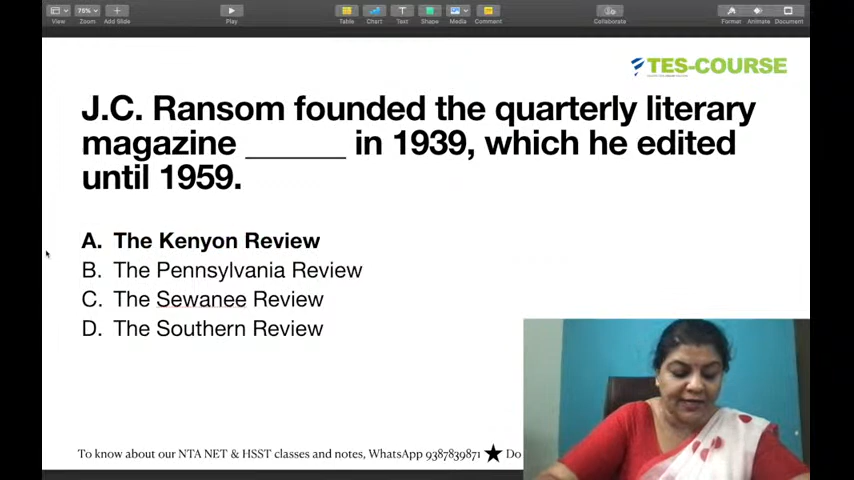 75%
View
Zoom
Add Slide
Play
Table
Chart
Text
Shape
Media
Comment
Collaborate
Format
Animate
Document
TES-COURSE
J.C. Ransom founded the quarterly literary
magazine ______ in 1939, which he edited
until 1959.
A. The Kenyon Review
B. The Pennsylvania Review
C. The Sewanee Review
D. The Southern Review
To know about our NTA NET & HSST classes and notes, WhatsApp 9387839871 ★ Do